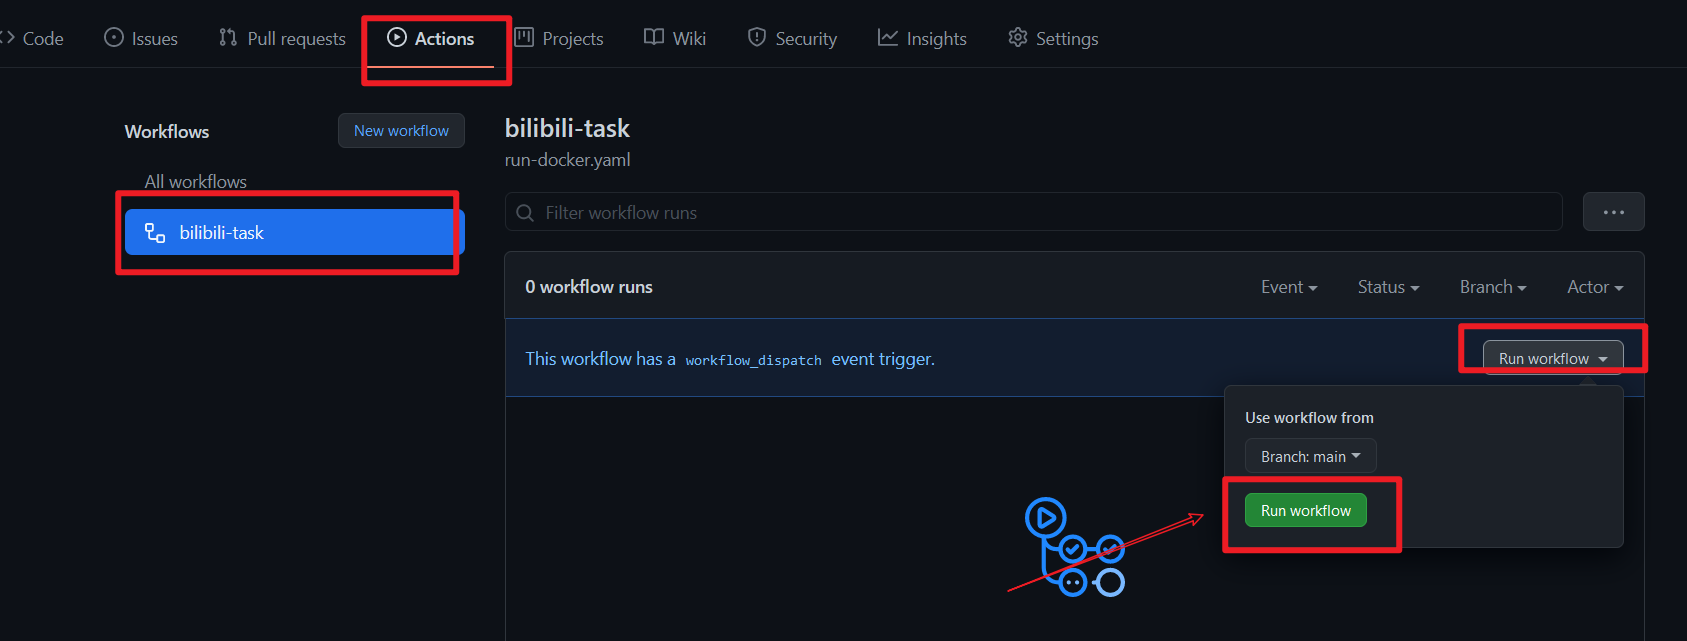 Code Issues Pull requests Actions Projects Wiki Security Insights Settings
Workflows New workflow
All workflows
bilibili-task
bilibili-task
run-docker.yaml
Filter workflow runs
0 workflow runs Event Status Branch Actor
This workflow has a workflow_dispatch event trigger. Run workflow
Use workflow from
Branch: main
Run workflow